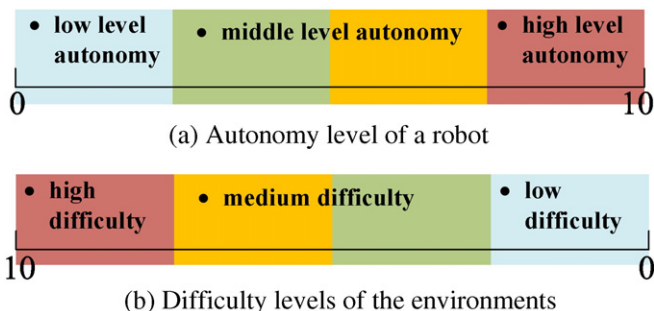 • low level
autonomy
• middle level autonomy
• high level
autonomy
0
10
(a) Autonomy level of a robot
• high
difficulty
• medium difficulty
• low
difficulty
10
0
(b) Difficulty levels of the environments